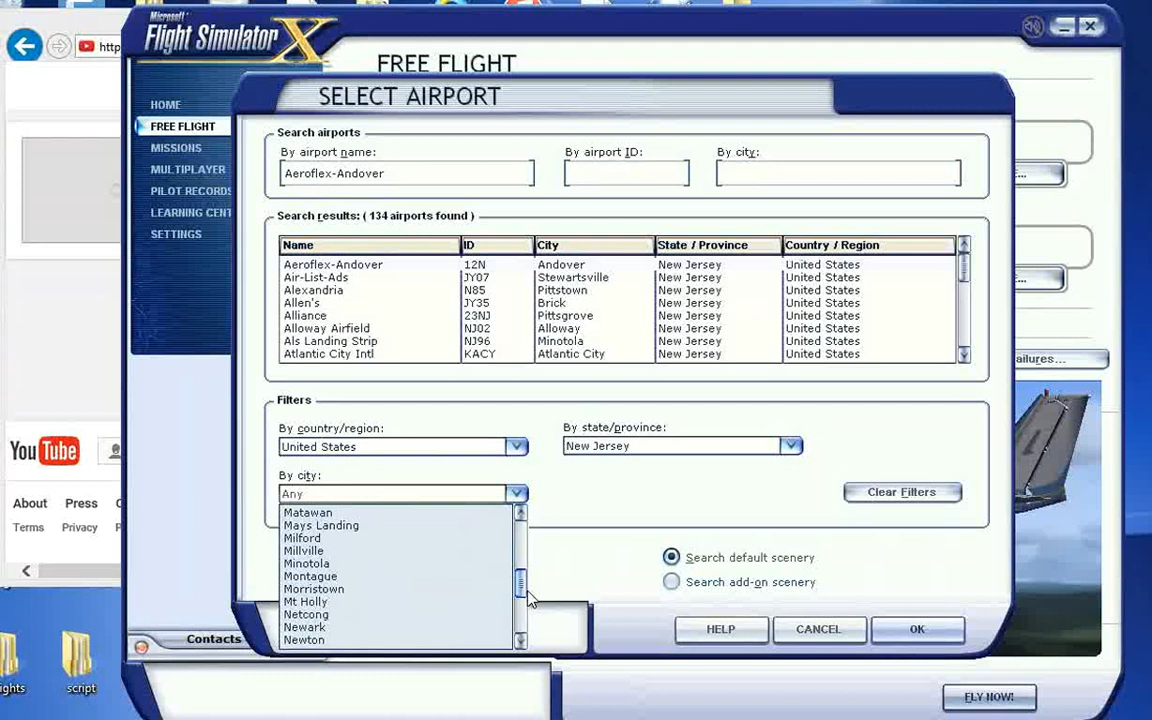 Microsoft
Flight Simulator X
http
FREE FLIGHT
SELECT AIRPORT
HOME
FREE FLIGHT
MISSIONS
MULTIPLAYER
PILOT RECORDS
LEARNING CENT
SETTINGS
Search airports
By airport name:
By airport ID:
By city:
Aeroflex-Andover
Search results: ( 134 airports found )
Name ID City State / Province Country / Region
Aeroflex-Andover 12N Andover New Jersey United States
Air-List-Ads JY07 Stewartsville New Jersey United States
Alexandria N85 Pittstown New Jersey United States
Allen's JY35 Brick New Jersey United States
Alliance 23NJ Pittsgrove New Jersey United States
Alloway Airfield NJ02 Alloway New Jersey United States
Als Landing Strip NJ96 Minotola New Jersey United States
Atlantic City Intl KACY Atlantic City New Jersey United States
E...
ailures...
Filters
By country/region:
United States
By state/province:
New Jersey
By city:
Any
Clear Filters
Matawan
Mays Landing
Milford
Millville
Minotola
Montague
Morristown
Mt Holly
Netcong
Newark
Newton
Search default scenery
Search add-on scenery
HELP
CANCEL
OK
FLY NOW!
Contacts
YouTube
About Press C
Terms Privacy
ights
script